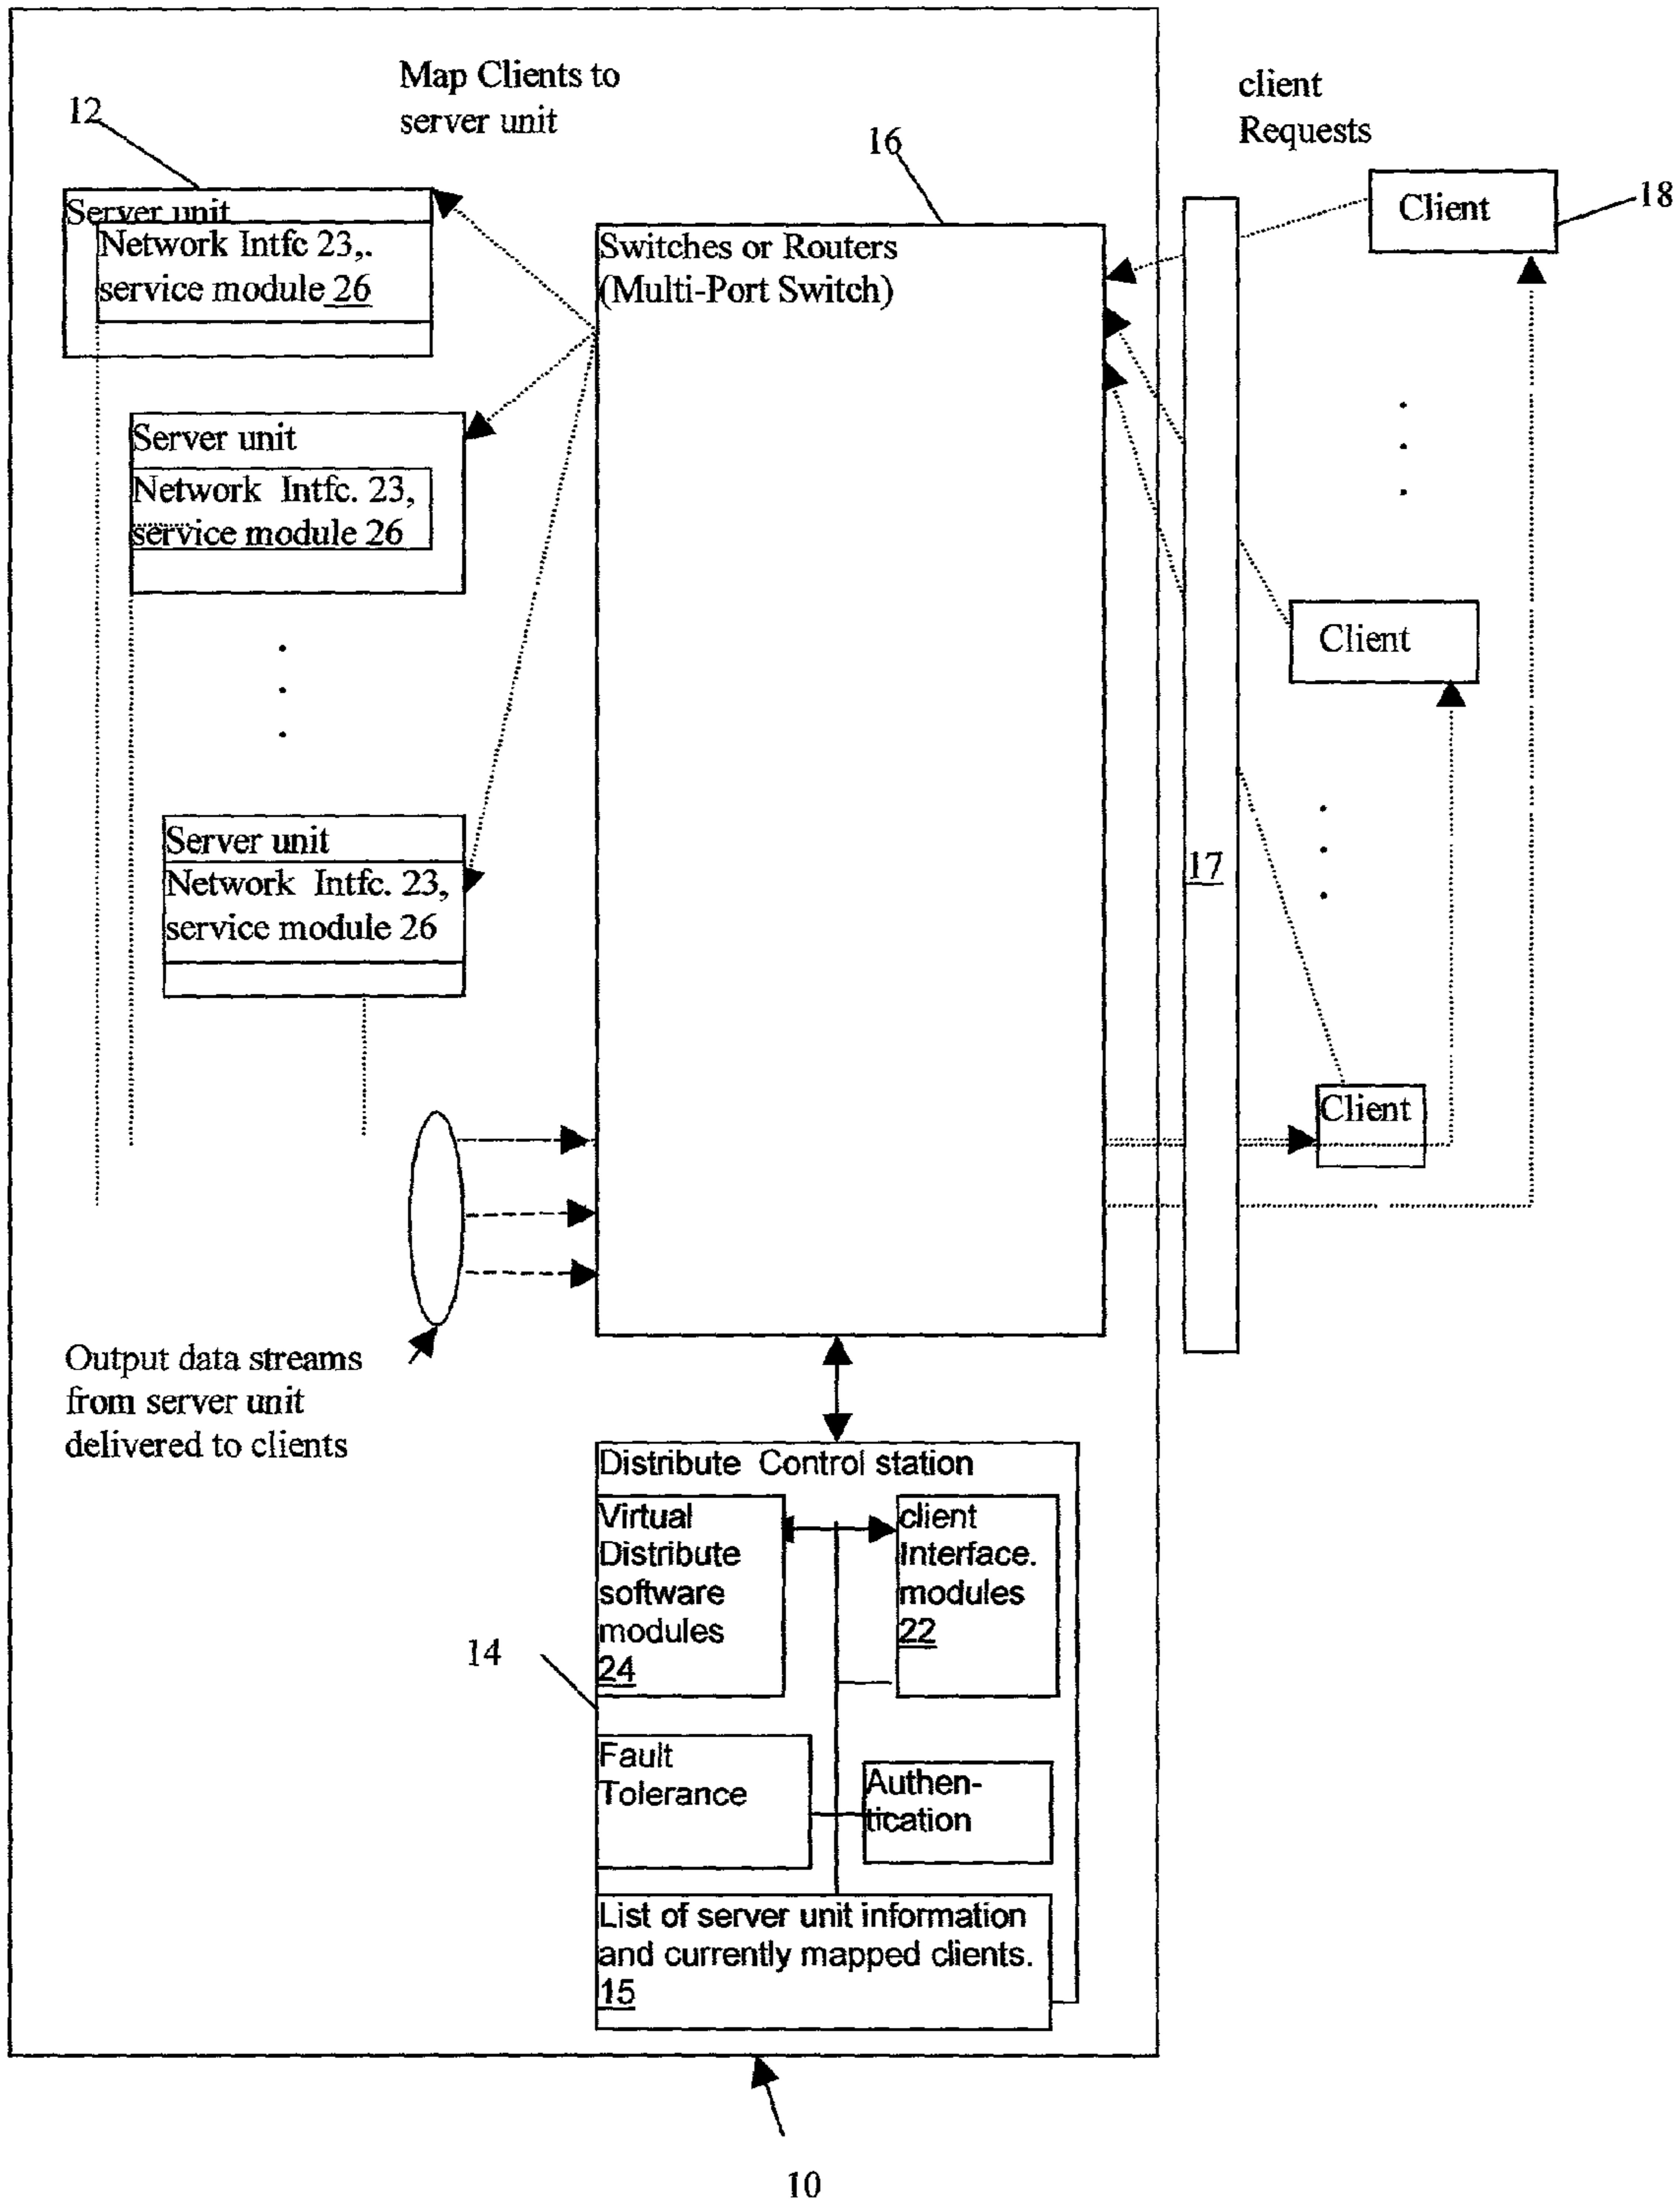 Map Clients to
server unit
client
Requests
12
16
18
Client
Server unit
Network Intfc 23,.
service module 26
Switches or Routers
(Multi-Port Switch)
Server unit
Network Intfc. 23,
service module 26
Client
Server unit
Network Intfc. 23,
service module 26
17
Client
Output data streams
from server unit
delivered to clients
Distribute Control station
Virtual
Distribute
software
modules
24
client
Interface.
modules
22
14
Fault
Tolerance
Authen-
tication
List of server unit information
and currently mapped clients.
15
10